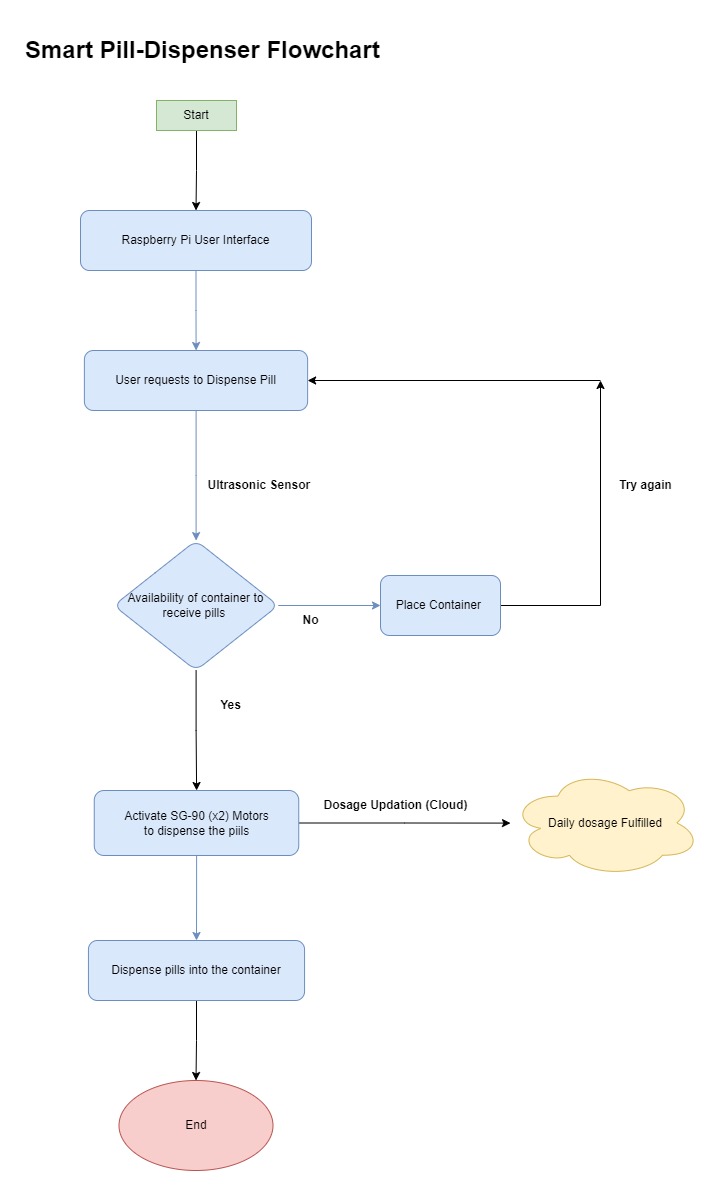 Smart Pill-Dispenser Flowchart
Start
Raspberry Pi User Interface
User requests to Dispense Pill
Ultrasonic Sensor
Try again
Availability of container to
receive pills
No
Place Container
Yes
Activate SG-90 (x2) Motors
to dispense the pills
Dosage Updation (Cloud)
Daily dosage Fulfilled
Dispense pills into the container
End